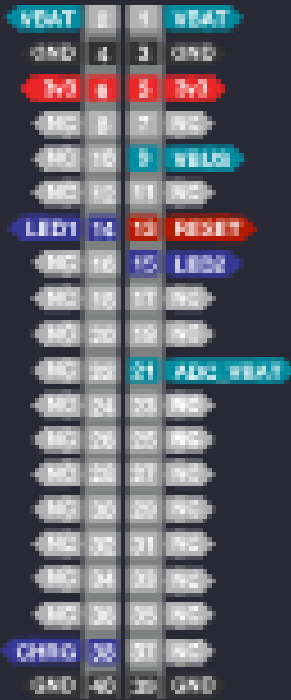 VBAT 2 1 VBAT
GND 4 3 GND
3v3 6 5 3v3
NC 8 7 NC
NC 10 9 VBUS
NC 12 11 NC
LED1 14 13 RESET
NC 16 15 LED2
NC 18 17 NC
NC 20 19 NC
NC 22 21 ADC_VBAT
NC 24 23 NC
NC 26 25 NC
NC 28 27 NC
NC 30 29 NC
NC 32 31 NC
NC 34 33 NC
NC 36 35 NC
CHRG 38 37 NC
GND 40 39 GND